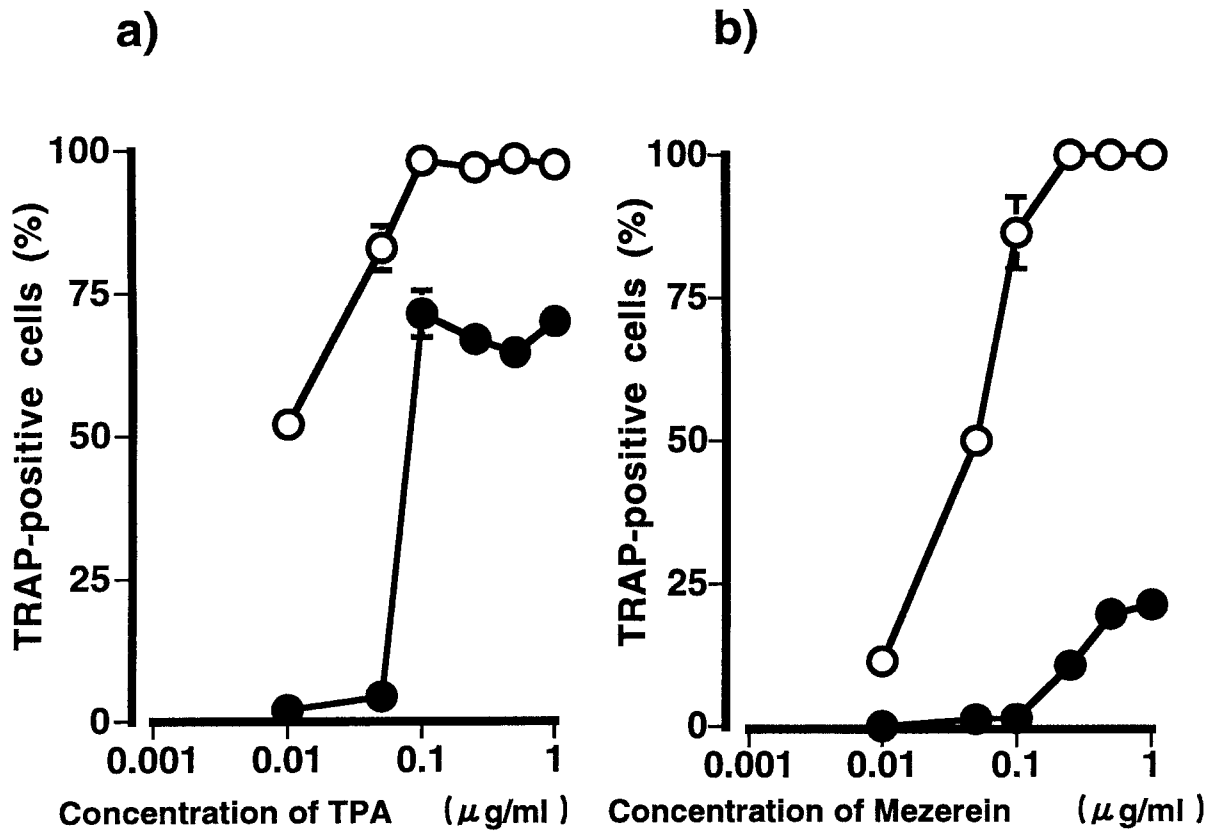 a)
TRAP-positive cells (%)
100
75
50
25
0
0.001 0.01 0.1 1
Concentration of TPA (μg/ml)
b)
TRAP-positive cells (%)
100
75
50
25
0
0.001 0.01 0.1 1
Concentration of Mezerein (μg/ml)